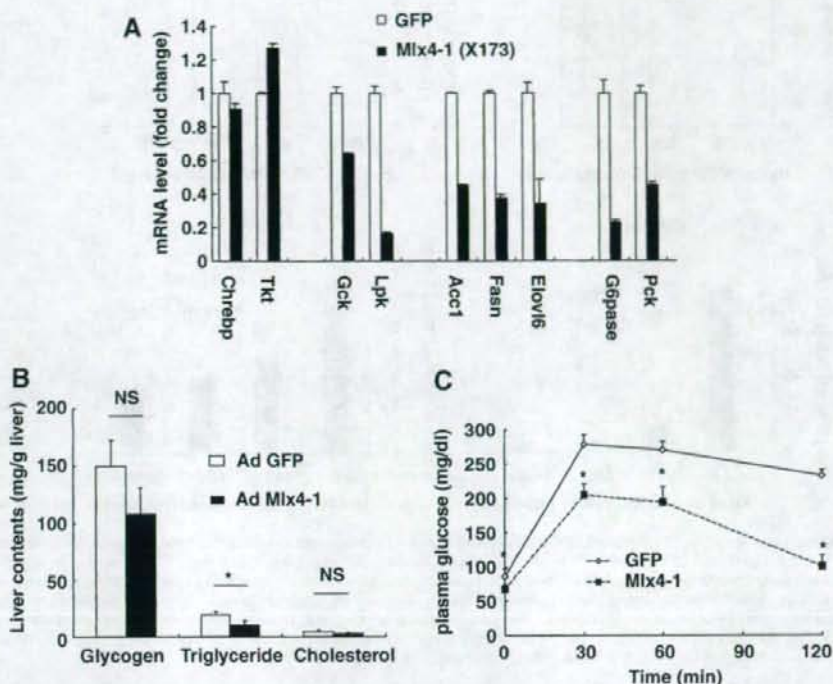 A
GFP
Mlx4-1 (X173)
mRNA level (fold change)
1.4
1.2
1
0.8
0.6
0.4
0.2
0
Chrebp
Tkt
Gck
Lpk
Acc1
Fasn
Elovl6
G6pase
Pck
B
Liver contents (mg/g liver)
200
150
100
50
0
NS
*
NS
Ad GFP
Ad Mlx4-1
Glycogen Triglyceride Cholesterol
C
plasma glucose (mg/dl)
350
300
250
200
150
100
50
0
*
*
*
*
GFP
Mlx4-1
0 30 60 90 120
Time (min)